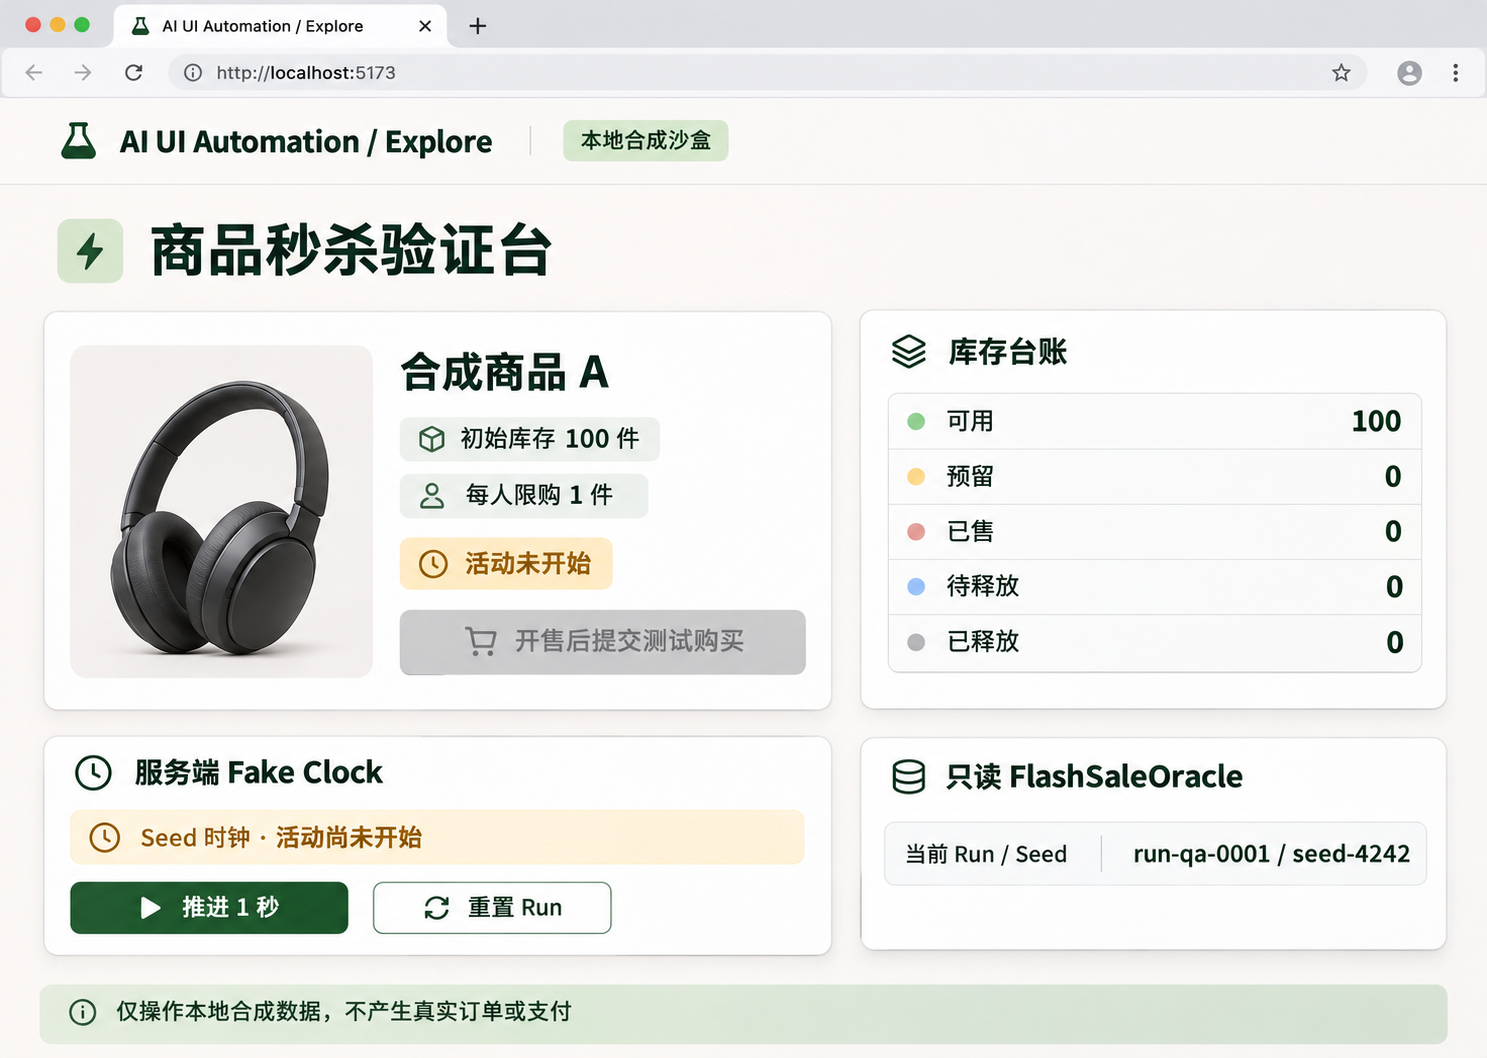 AI UI Automation / Explore
http://localhost:5173
AI UI Automation / Explore
本地合成沙盒
商品秒杀验证台
合成商品 A
初始库存 100 件
每人限购 1 件
活动未开始
开售后提交测试购买
库存台账
可用 100
预留 0
已售 0
待释放 0
已释放 0
服务端 Fake Clock
Seed 时钟 · 活动尚未开始
推进 1 秒
重置 Run
只读 FlashSaleOracle
当前 Run / Seed
run-qa-0001 / seed-4242
仅操作本地合成数据，不产生真实订单或支付